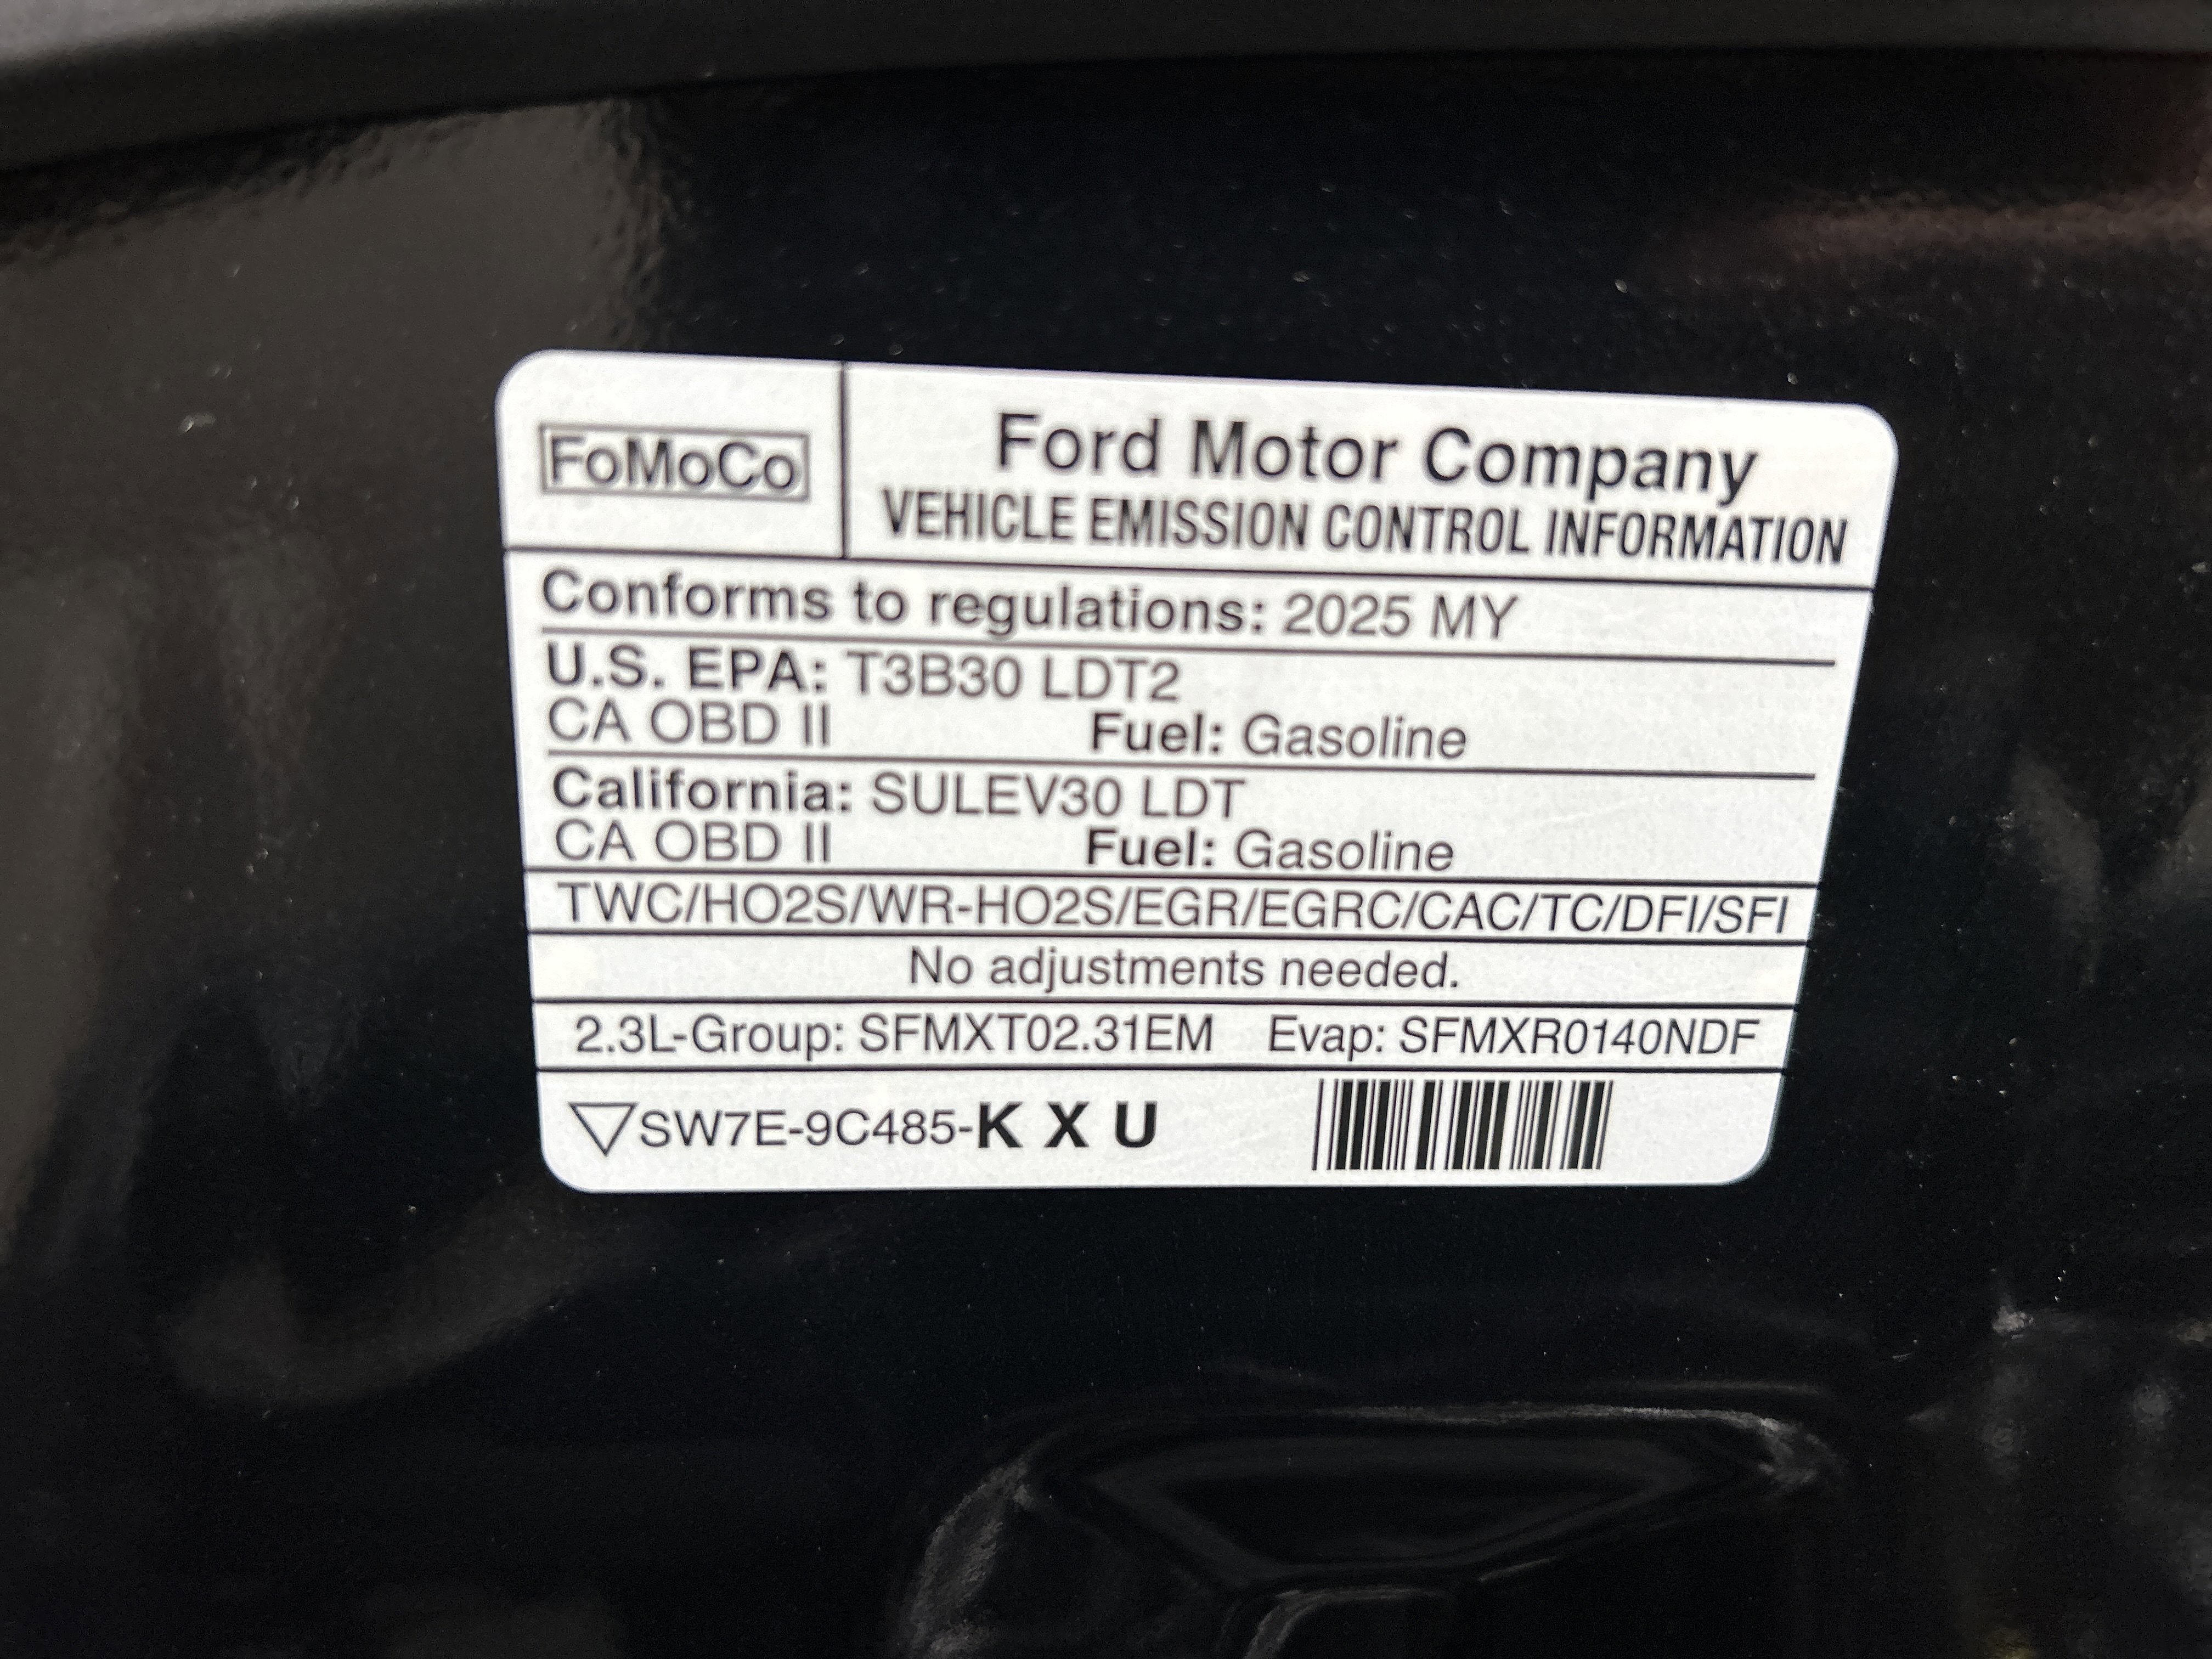 FoMoCo
Ford Motor Company
VEHICLE EMISSION CONTROL INFORMATION
Conforms to regulations: 2025 MY
U.S. EPA: T3B30 LDT2
CA OBD II Fuel: Gasoline
California: SULEV30 LDT
CA OBD II Fuel: Gasoline
TWC/HO2S/WR-HO2S/EGR/EGRC/CAC/TC/DFI/SFI
No adjustments needed.
2.3L-Group: SFMXT02.31EM Evap: SFMXR0140NDF
▽SW7E-9C485-K X U